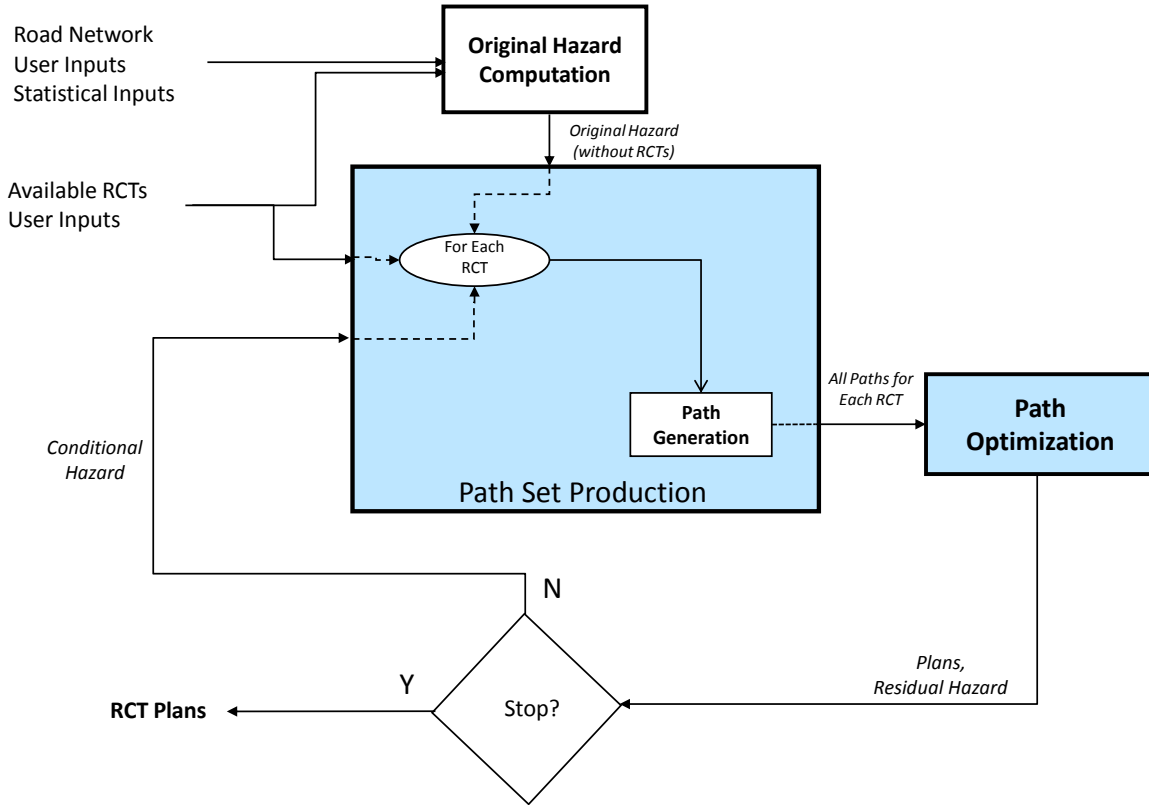 Road Network
User Inputs
Statistical Inputs
Original Hazard
Computation
Original Hazard
(without RCTs)
Available RCTs
User Inputs
For Each
RCT
Path
Generation
Path Set Production
All Paths for
Each RCT
Path
Optimization
Conditional
Hazard
N
Y
Stop?
Plans,
Residual Hazard
RCT Plans